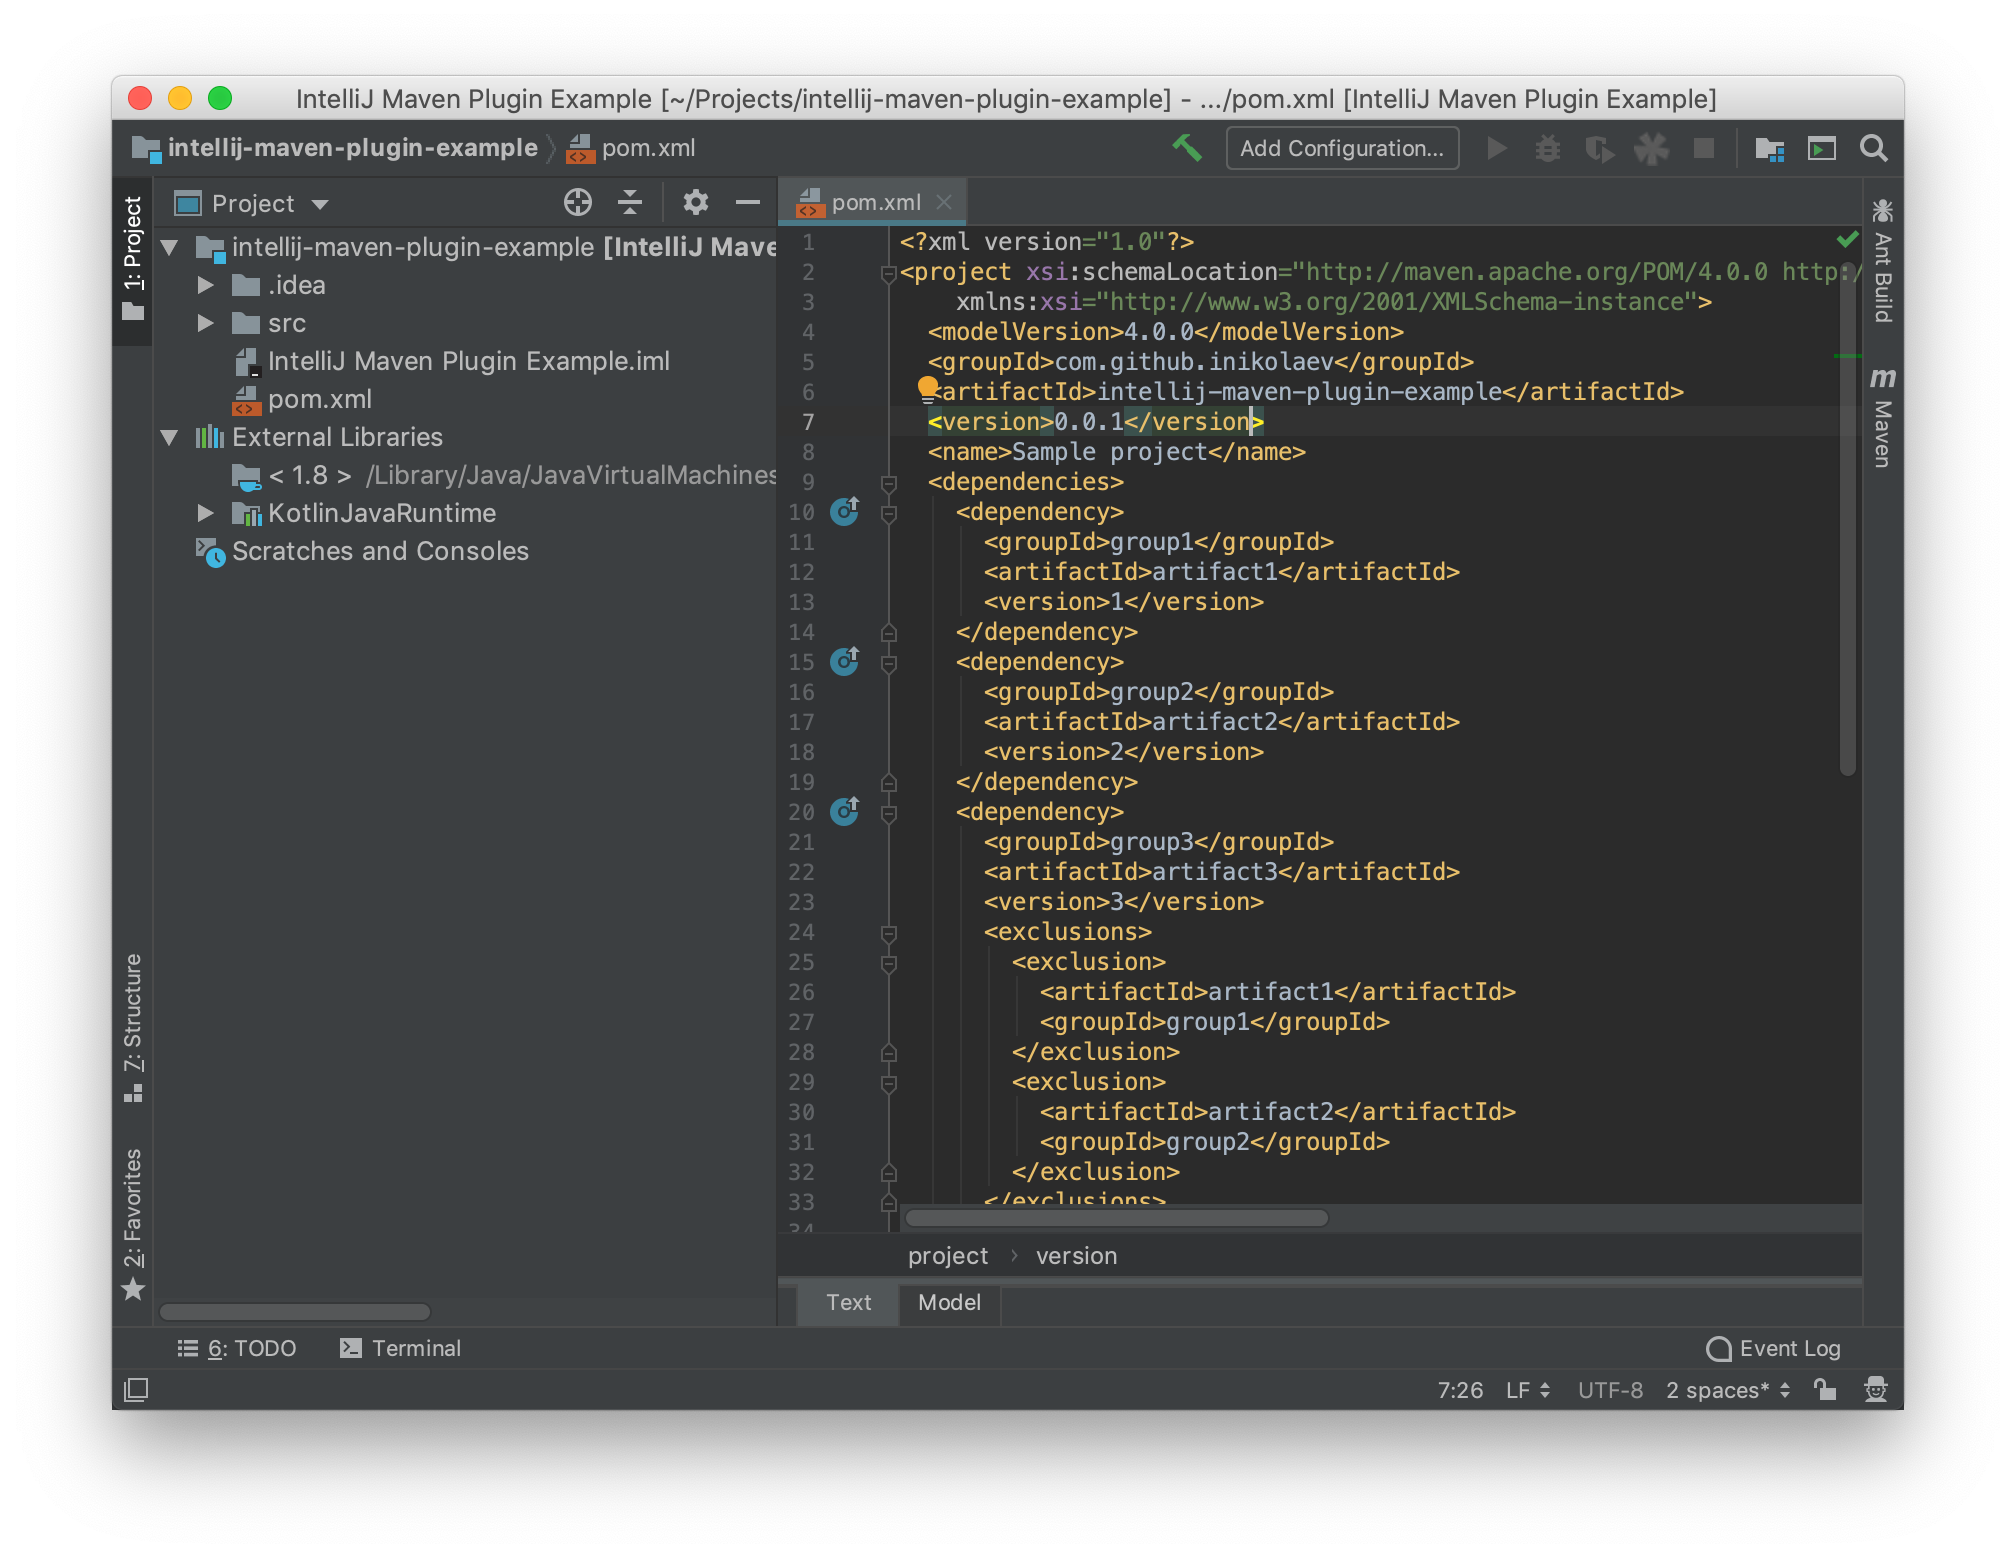 IntelliJ Maven Plugin Example [~/Projects/intellij-maven-plugin-example] - .../pom.xml [IntelliJ Maven Plugin Example]
intellij-maven-plugin-example
pom.xml
Add Configuration...
1: Project
7: Structure
2: Favorites
Project
intellij-maven-plugin-example [IntelliJ Mave
.idea
src
IntelliJ Maven Plugin Example.iml
pom.xml
External Libraries
< 1.8 > /Library/Java/JavaVirtualMachines
KotlinJavaRuntime
Scratches and Consoles
pom.xml
1 <?xml version="1.0"?>
2 <project xsi:schemaLocation="http://maven.apache.org/POM/4.0.0 http:/
3 xmlns:xsi="http://www.w3.org/2001/XMLSchema-instance">
4 <modelVersion>4.0.0</modelVersion>
5 <groupId>com.github.inikolaev</groupId>
6 <artifactId>intellij-maven-plugin-example</artifactId>
7 <version>0.0.1</version>
8 <name>Sample project</name>
9 <dependencies>
10 <dependency>
11 <groupId>group1</groupId>
12 <artifactId>artifact1</artifactId>
13 <version>1</version>
14 </dependency>
15 <dependency>
16 <groupId>group2</groupId>
17 <artifactId>artifact2</artifactId>
18 <version>2</version>
19 </dependency>
20 <dependency>
21 <groupId>group3</groupId>
22 <artifactId>artifact3</artifactId>
23 <version>3</version>
24 <exclusions>
25 <exclusion>
26 <artifactId>artifact1</artifactId>
27 <groupId>group1</groupId>
28 </exclusion>
29 <exclusion>
30 <artifactId>artifact2</artifactId>
31 <groupId>group2</groupId>
32 </exclusion>
33 </exclusions>
34
project › version
Text
Model
Ant Build
m
Maven
6: TODO
Terminal
Event Log
7:26
LF
UTF-8
2 spaces*